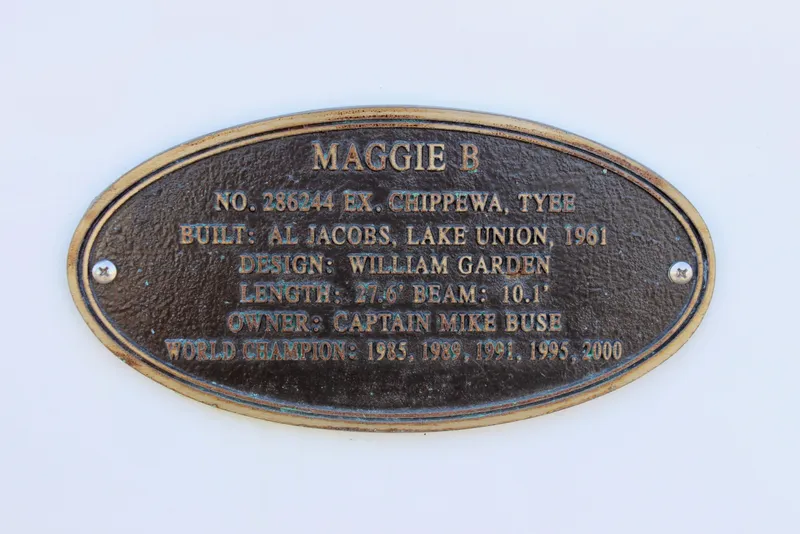 MAGGIE B
NO. 286244 EX. CHIPPEWA, TYEE
BUILT: AL JACOBS, LAKE UNION, 1961
DESIGN: WILLIAM GARDEN
LENGTH: 27.6' BEAM: 10.1'
OWNER: CAPTAIN MIKE BUSE
WORLD CHAMPION: 1985, 1989, 1991, 1995, 2000